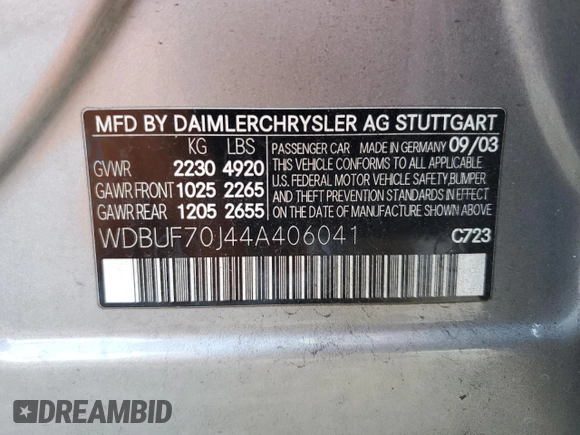 MFD BY DAIMLERCHRYSLER AG STUTTGART
KG LBS
GVWR 2230 4920
GAWR FRONT 1025 2265
GAWR REAR 1205 2655
PASSENGER CAR MADE IN GERMANY 09/03
THIS VEHICLE CONFORMS TO ALL APPLICABLE
U.S. FEDERAL MOTOR VEHICLE SAFETY, BUMPER
AND THEFT PREVENTION STANDARDS IN EFFECT
ON THE DATE OF MANUFACTURE SHOWN ABOVE.
WDBUF70J44A406041 C723
DREAMBID